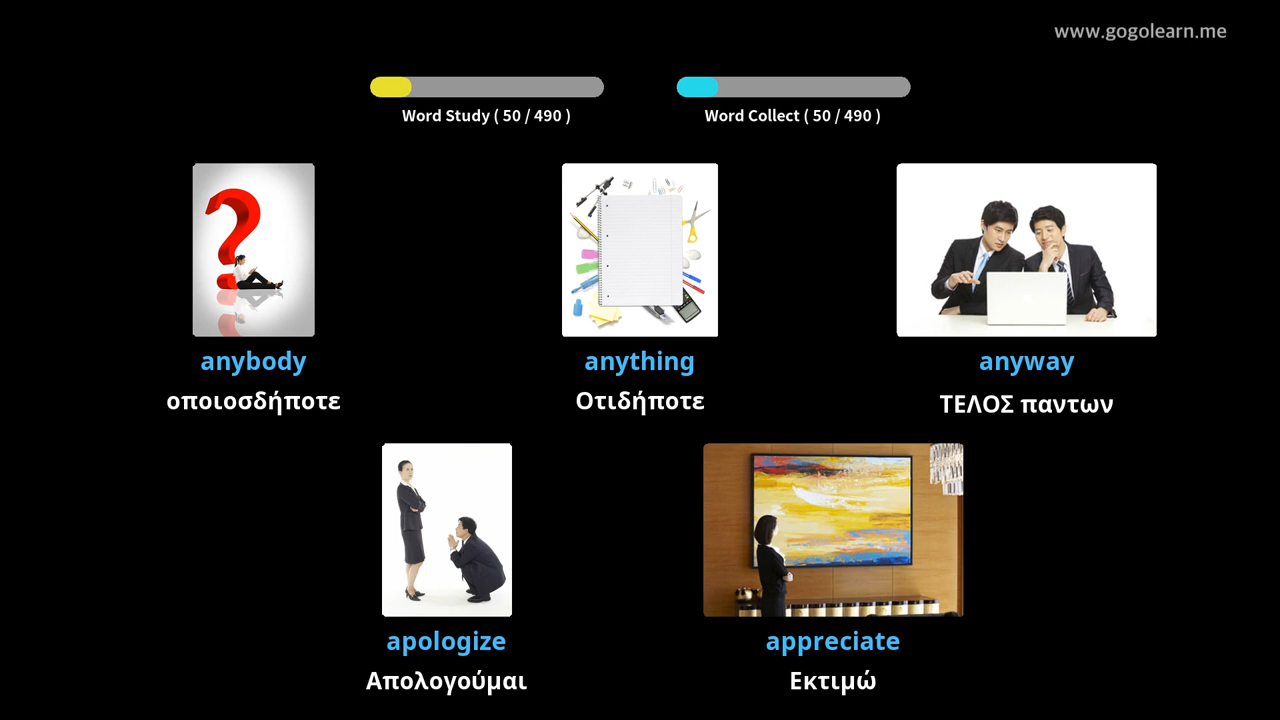 www.gogolearn.me
Word Study ( 50 / 490 )
Word Collect ( 50 / 490 )
anybody
οποιοσδήποτε
anything
Οτιδήποτε
anyway
ΤΕΛΟΣ παντων
apologize
Απολογούμαι
appreciate
Εκτιμώ